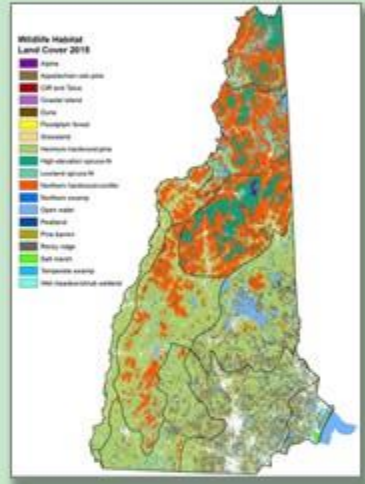 Wildlife Habitat
Land Cover 2015
Alpine
Appalachian oak-pine
Cliff and Talus
Coastal island
Dune
Floodplain forest
Grassland
Hemlock-hardwood-pine
High-elevation spruce-fir
Lowland spruce-fir
Northern hardwood-conifer
Northern swamp
Open water
Peatland
Pine barren
Rocky ridge
Salt marsh
Temperate swamp
Wet meadow/shrub wetland